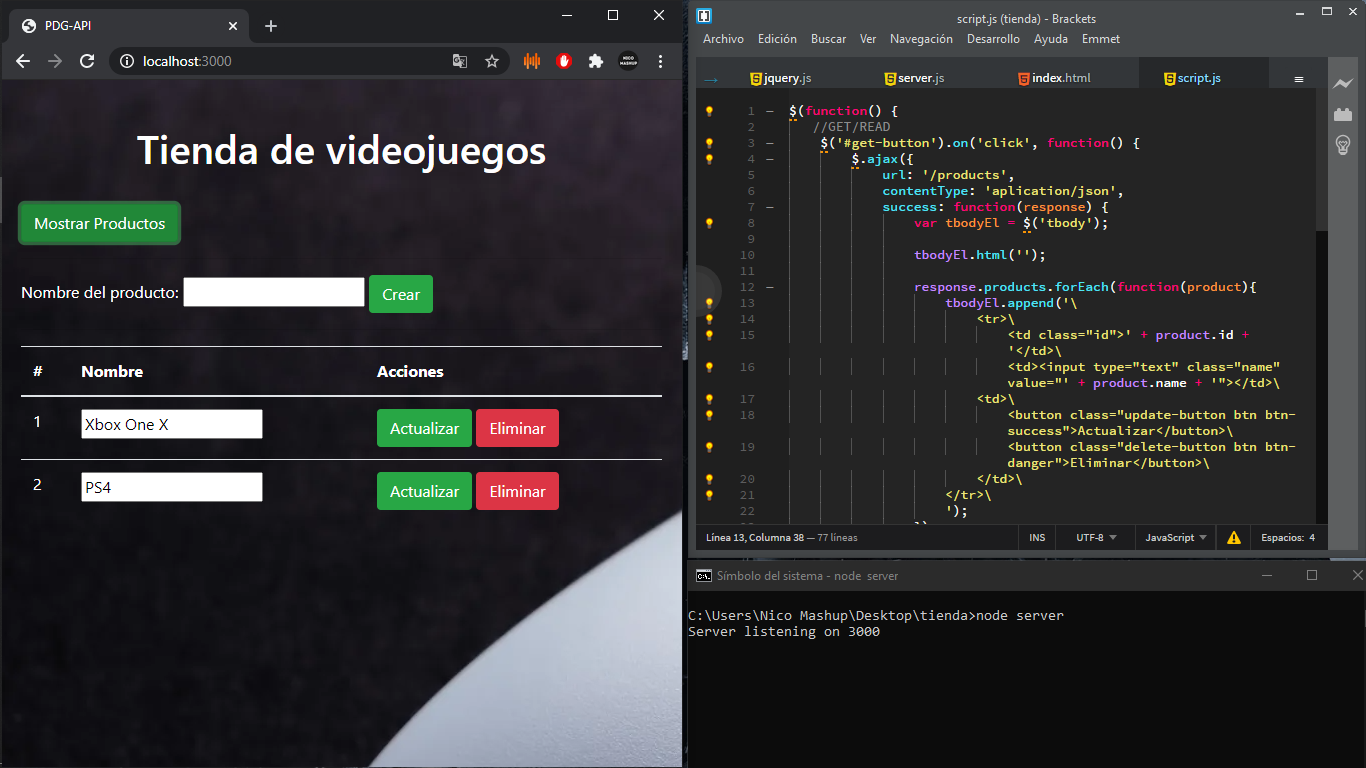 PDG-API
localhost:3000
NICO
MASHUP
Tienda de videojuegos
Mostrar Productos
Nombre del producto:
Crear
# Nombre Acciones
1 Xbox One X Actualizar Eliminar
2 PS4 Actualizar Eliminar
script.js (tienda) - Brackets
Archivo Edición Buscar Ver Navegación Desarrollo Ayuda Emmet
jquery.js server.js index.html script.js
1 $(function() {
2 //GET/READ
3 $('#get-button').on('click', function() {
4 $.ajax({
5 url: '/products',
6 contentType: 'aplication/json',
7 success: function(response) {
8 var tbodyEl = $('tbody');
9
10 tbodyEl.html('');
11
12 response.products.forEach(function(product){
13 tbodyEl.append('\
14 <tr>\
15 <td class="id">' + product.id +
'</td>\
16 <td><input type="text" class="name"
value="' + product.name + '"></td>\
17 <td>\
18 <button class="update-button btn btn-
success">Actualizar</button>\
19 <button class="delete-button btn btn-
danger">Eliminar</button>\
20 </td>\
21 </tr>\
22 ');
Línea 13, Columna 38 — 77 líneas INS UTF-8 JavaScript Espacios: 4
Símbolo del sistema - node server
C:\Users\Nico Mashup\Desktop\tienda>node server
Server listening on 3000